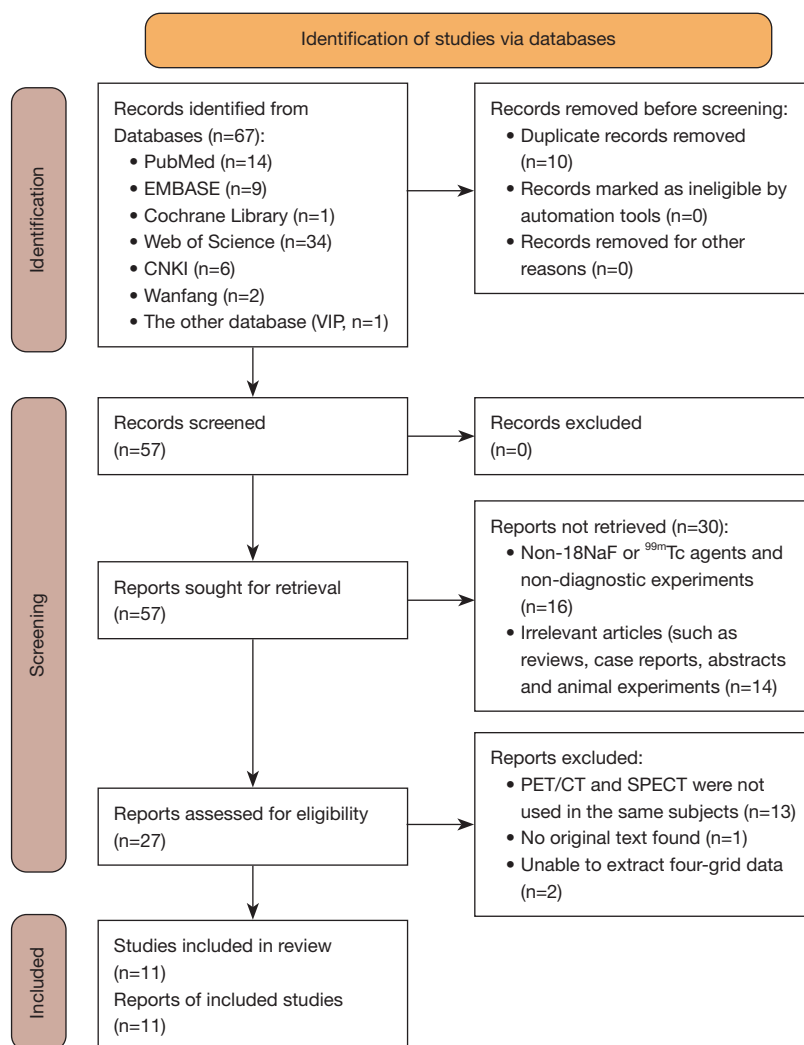 Identification of studies via databases
Identification
Records identified from
Databases (n=67):
• PubMed (n=14)
• EMBASE (n=9)
• Cochrane Library (n=1)
• Web of Science (n=34)
• CNKI (n=6)
• Wanfang (n=2)
• The other database (VIP, n=1)
Records removed before screening:
• Duplicate records removed
(n=10)
• Records marked as ineligible by
automation tools (n=0)
• Records removed for other
reasons (n=0)
Screening
Records screened
(n=57)
Records excluded
(n=0)
Reports sought for retrieval
(n=57)
Reports not retrieved (n=30):
• Non-18NaF or ⁹⁹ᵐTc agents and
non-diagnostic experiments
(n=16)
• Irrelevant articles (such as
reviews, case reports, abstracts
and animal experiments (n=14)
Reports assessed for eligibility
(n=27)
Reports excluded:
• PET/CT and SPECT were not
used in the same subjects (n=13)
• No original text found (n=1)
• Unable to extract four-grid data
(n=2)
Included
Studies included in review
(n=11)
Reports of included studies
(n=11)